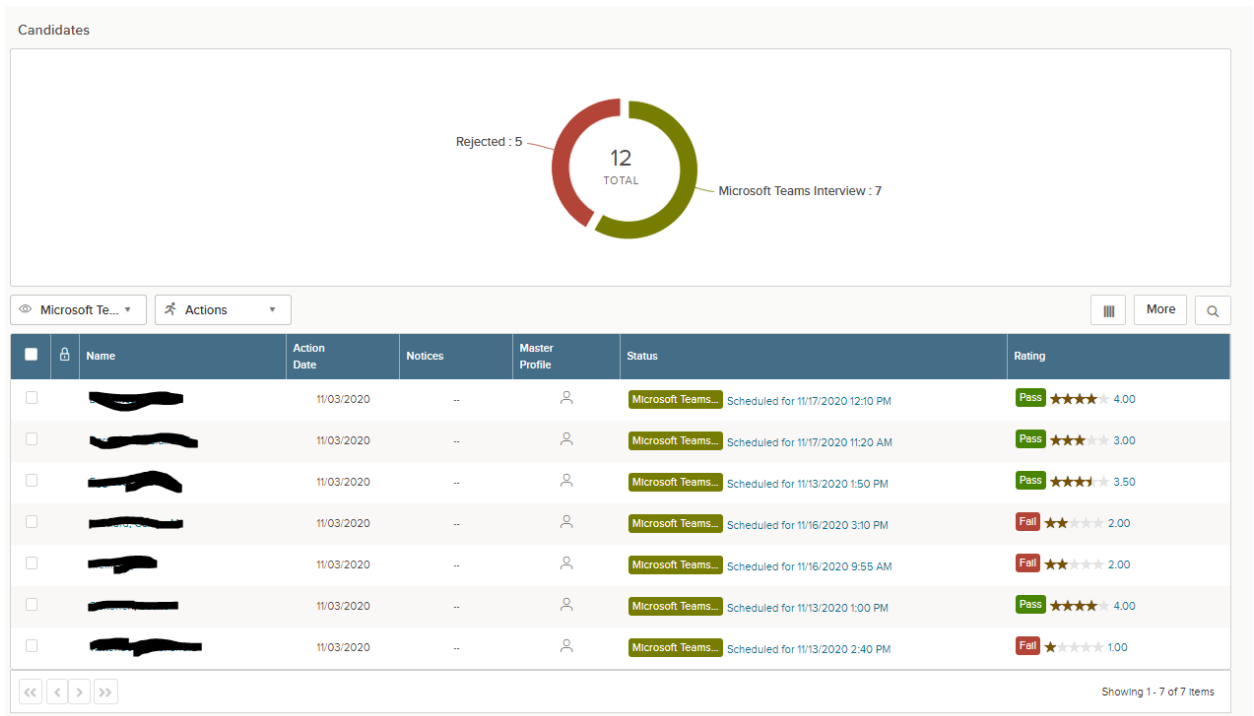 Candidates
Rejected : 5
12
TOTAL
Microsoft Teams Interview : 7
Microsoft Te... Actions More
Name Action Date Notices Master Profile Status Rating
11/03/2020 -- Microsoft Teams... Scheduled for 11/17/2020 12:10 PM Pass 4.00
11/03/2020 -- Microsoft Teams... Scheduled for 11/17/2020 11:20 AM Pass 3.00
11/03/2020 -- Microsoft Teams... Scheduled for 11/13/2020 1:50 PM Pass 3.50
11/03/2020 -- Microsoft Teams... Scheduled for 11/16/2020 3:10 PM Fail 2.00
11/03/2020 -- Microsoft Teams... Scheduled for 11/16/2020 9:55 AM Fail 2.00
11/03/2020 -- Microsoft Teams... Scheduled for 11/13/2020 1:00 PM Pass 4.00
11/03/2020 -- Microsoft Teams... Scheduled for 11/13/2020 2:40 PM Fail 1.00
Showing 1 - 7 of 7 items